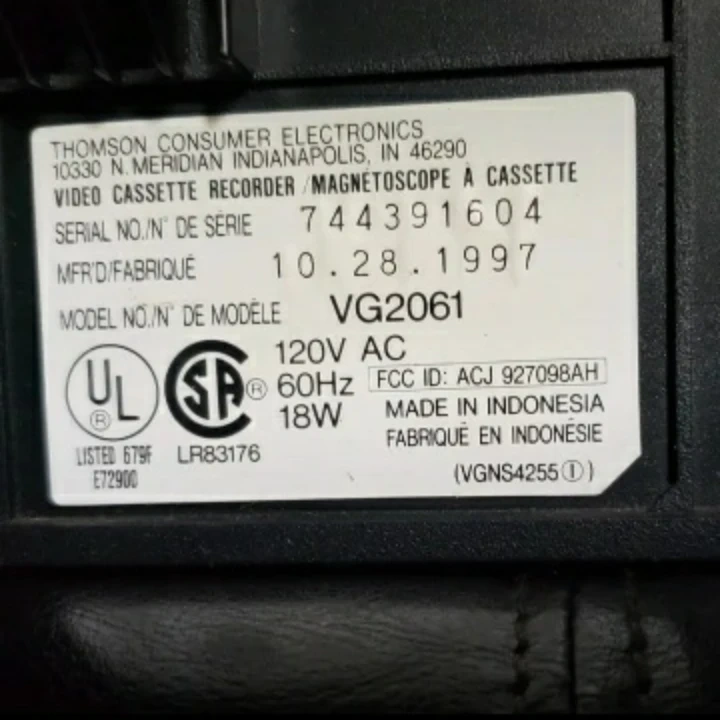 THOMSON CONSUMER ELECTRONICS
10330 N. MERIDIAN INDIANAPOLIS, IN 46290
VIDEO CASSETTE RECORDER /MAGNÉTOSCOPE À CASSETTE
SERIAL NO./N° DE SÉRIE 744391604
MFR'D/FABRIQUÉ 10.28.1997
MODEL NO./N° DE MODÈLE VG2061
UL ®
LISTED 679F
E72900
SA ®
LR83176
120V AC
60Hz
18W
FCC ID: ACJ 927098AH
MADE IN INDONESIA
FABRIQUÉ EN INDONÉSIE
(VGNS4255①)